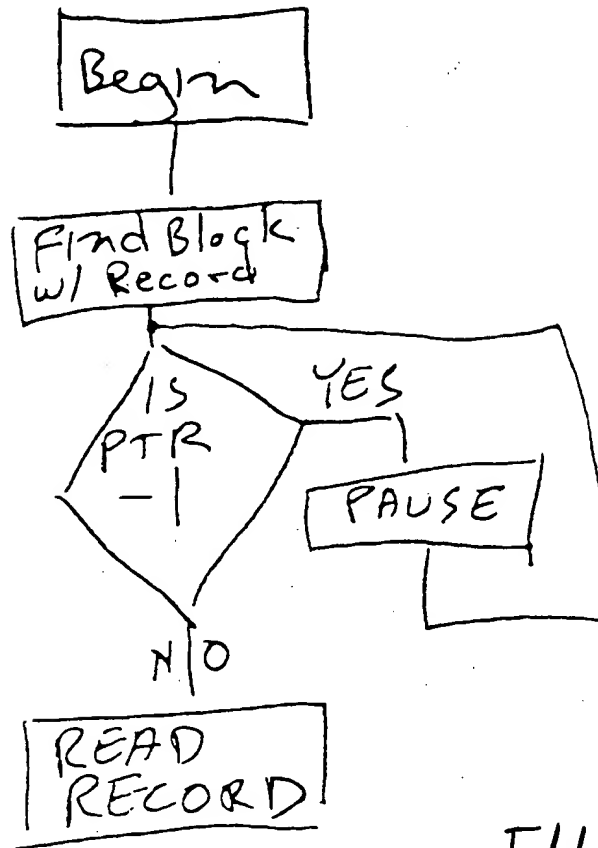 Begin
Find Block
w/ Record
IS
PTR
-1
YES
PAUSE
NO
READ
RECORD